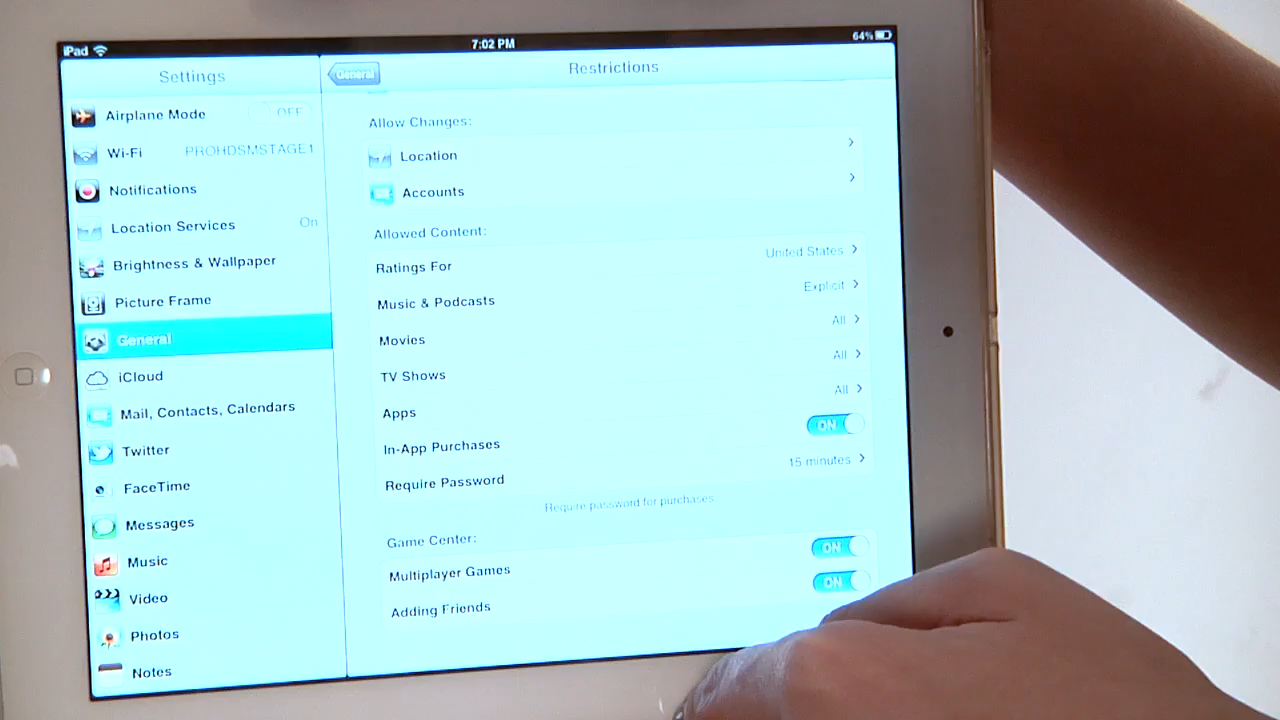 iPad
7:02 PM
64%
Settings
General
Restrictions
Airplane Mode OFF
Wi-Fi PROHDSMSTAGE1
Notifications
Location Services On
Brightness & Wallpaper
Picture Frame
General
iCloud
Mail, Contacts, Calendars
Twitter
FaceTime
Messages
Music
Video
Photos
Notes
Allow Changes:
Location
Accounts
Allowed Content:
Ratings For United States
Music & Podcasts Explicit
Movies All
TV Shows All
Apps All
In-App Purchases ON
Require Password 15 minutes
Require password for purchases.
Game Center:
Multiplayer Games ON
Adding Friends ON